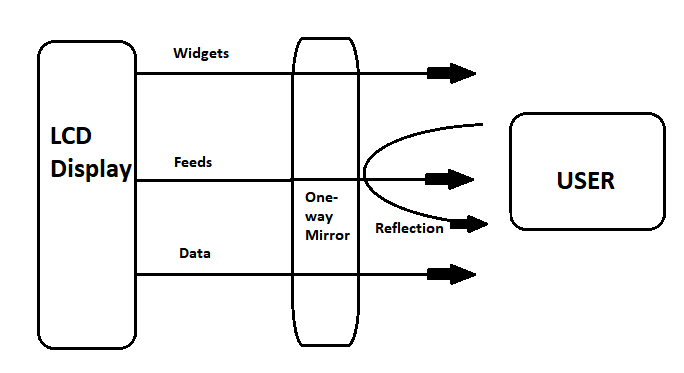 Widgets
LCD
Display
Feeds
USER
One-
way
Mirror
Reflection
Data